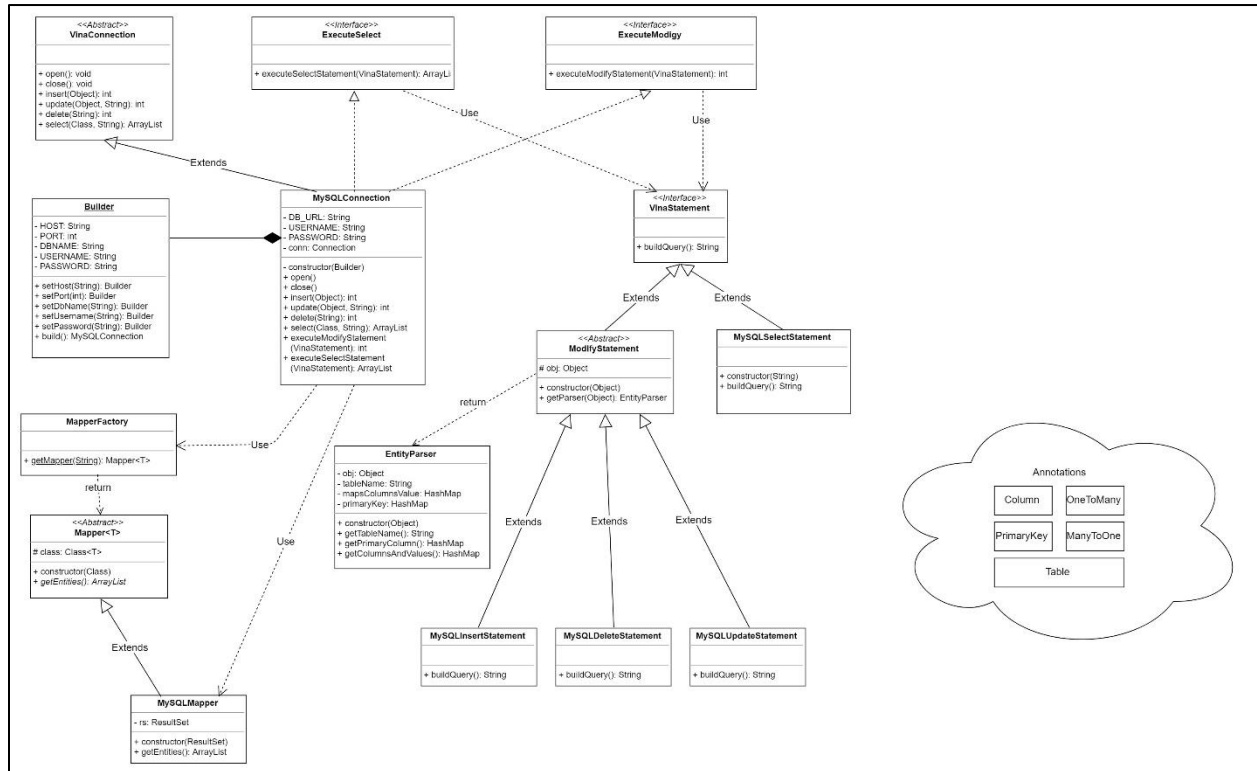 <<Abstract>>
VinaConnection
+ open(): void
+ close(): void
+ insert(Object): int
+ update(Object, String): int
+ delete(String): int
+ select(Class, String): ArrayList
<<Interface>>
ExecuteSelect
+ executeSelectStatement(VinaStatement): ArrayLi
<<Interface>>
ExecuteModigy
+ executeModifyStatement(VinaStatement): int
Use
Use
Extends
Builder
- HOST: String
- PORT: int
- DBNAME: String
- USERNAME: String
- PASSWORD: String
+ setHost(String): Builder
+ setPort(int): Builder
+ setDbName(String): Builder
+ setUsername(String): Builder
+ setPassword(String): Builder
+ build(): MySQLConnection
MySQLConnection
- DB_URL: String
- USERNAME: String
- PASSWORD: String
- conn: Connection
- constructor(Builder)
+ open()
+ close()
+ insert(Object): int
+ update(Object, String): int
+ delete(String): int
+ select(Class, String): ArrayList
+ executeModifyStatement
(VinaStatement): int
+ executeSelectStatement
(VinaStatement): ArrayList
<<Interface>>
VinaStatement
+ buildQuery(): String
Extends
Extends
<<Abstract>>
ModifyStatement
# obj: Object
+ constructor(Object)
+ getParser(Object): EntityParser
MySQLSelectStatement
+ constructor(String)
+ buildQuery(): String
return
MapperFactory
+ getMapper(String): Mapper<T>
Use
return
EntityParser
- obj: Object
- tableName: String
- mapsColumnsValue: HashMap
- primaryKey: HashMap
+ constructor(Object)
+ getTableName(): String
+ getPrimaryColumn(): HashMap
+ getColumnsAndValues(): HashMap
<<Abstract>>
Mapper<T>
# class: Class<T>
+ constructor(Class)
+ getEntities(): ArrayList
Use
Extends
Extends
Extends
Extends
MySQLInsertStatement
+ buildQuery(): String
MySQLDeleteStatement
+ buildQuery(): String
MySQLUpdateStatement
+ buildQuery(): String
MySQLMapper
- rs: ResultSet
+ constructor(ResultSet)
+ getEntities(): ArrayList
Annotations
Column
OneToMany
PrimaryKey
ManyToOne
Table